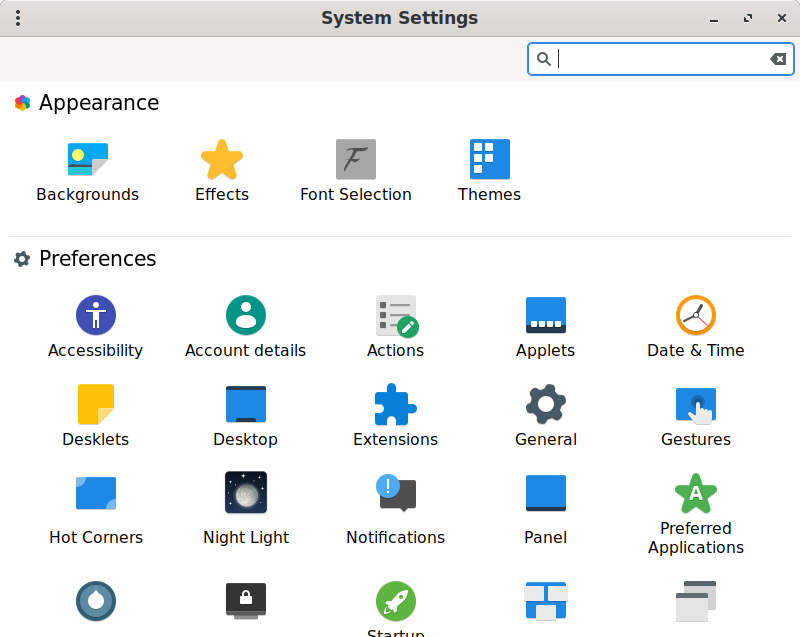 System Settings
Appearance
Backgrounds
Effects
Font Selection
Themes
Preferences
Accessibility
Account details
Actions
Applets
Date & Time
Desklets
Desktop
Extensions
General
Gestures
Hot Corners
Night Light
Notifications
Panel
Preferred
Applications
Startup